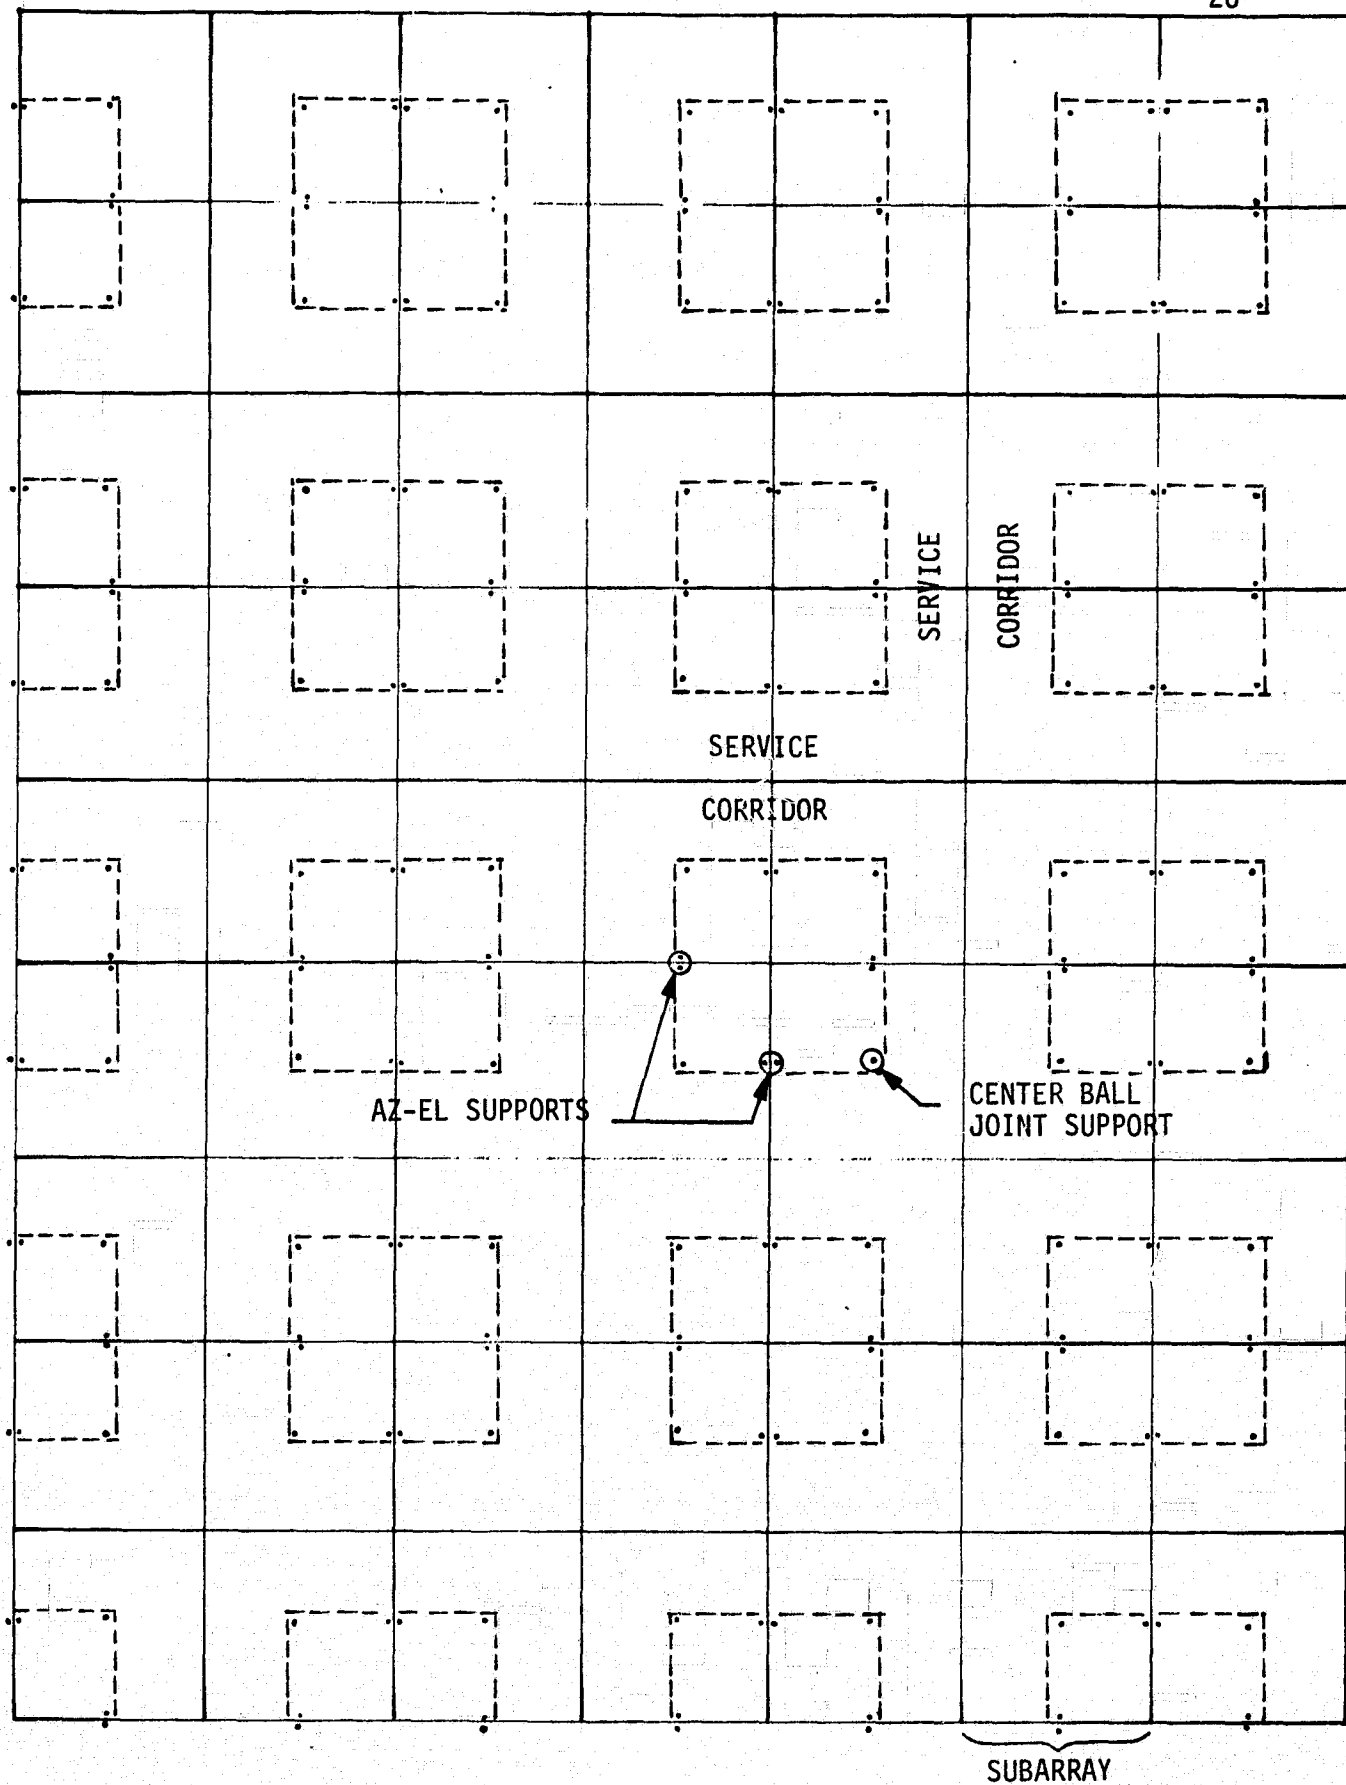 SERVICE
CORRIDOR
SERVICE
CORRIDOR
AZ-EL SUPPORTS
CENTER BALL
JOINT SUPPORT
SUBARRAY